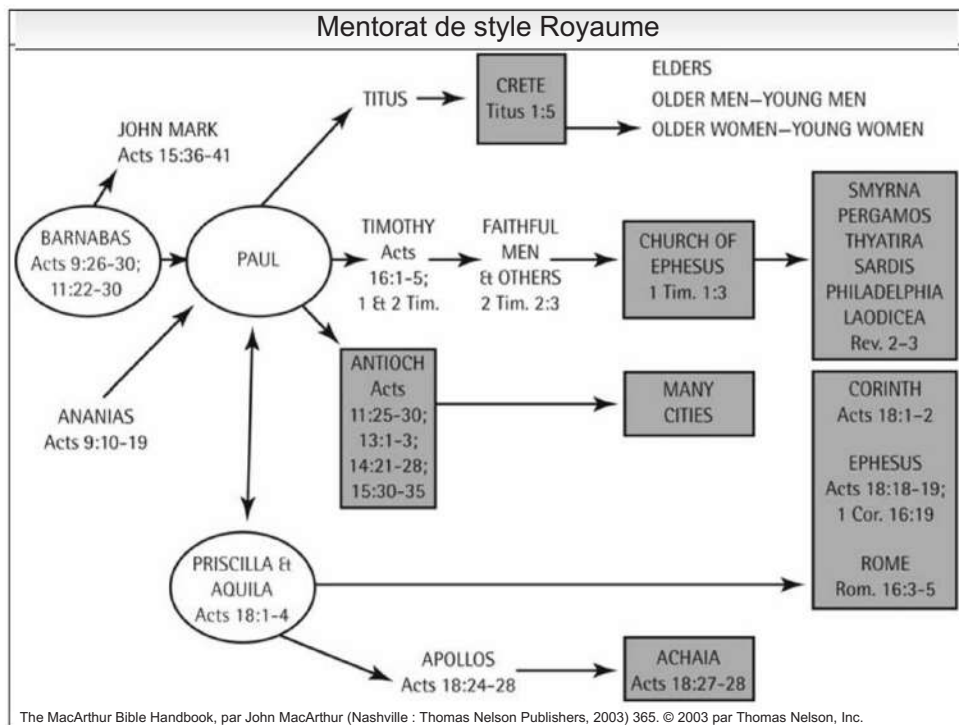 Mentorat de style Royaume
TITUS
CRETE
Titus 1:5
ELDERS
OLDER MEN–YOUNG MEN
OLDER WOMEN–YOUNG WOMEN
JOHN MARK
Acts 15:36-41
BARNABAS
Acts 9:26-30;
11:22-30
PAUL
TIMOTHY
Acts
16:1-5;
1 & 2 Tim.
FAITHFUL
MEN
& OTHERS
2 Tim. 2:3
CHURCH OF
EPHESUS
1 Tim. 1:3
SMYRNA
PERGAMOS
THYATIRA
SARDIS
PHILADELPHIA
LAODICEA
Rev. 2–3
ANANIAS
Acts 9:10-19
ANTIOCH
Acts
11:25-30;
13:1-3;
14:21-28;
15:30-35
MANY
CITIES
CORINTH
Acts 18:1–2
EPHESUS
Acts 18:18-19;
1 Cor. 16:19
ROME
Rom. 16:3-5
PRISCILLA &
AQUILA
Acts 18:1-4
APOLLOS
Acts 18:24-28
ACHAIA
Acts 18:27-28
The MacArthur Bible Handbook, par John MacArthur (Nashville : Thomas Nelson Publishers, 2003) 365. © 2003 par Thomas Nelson, Inc.